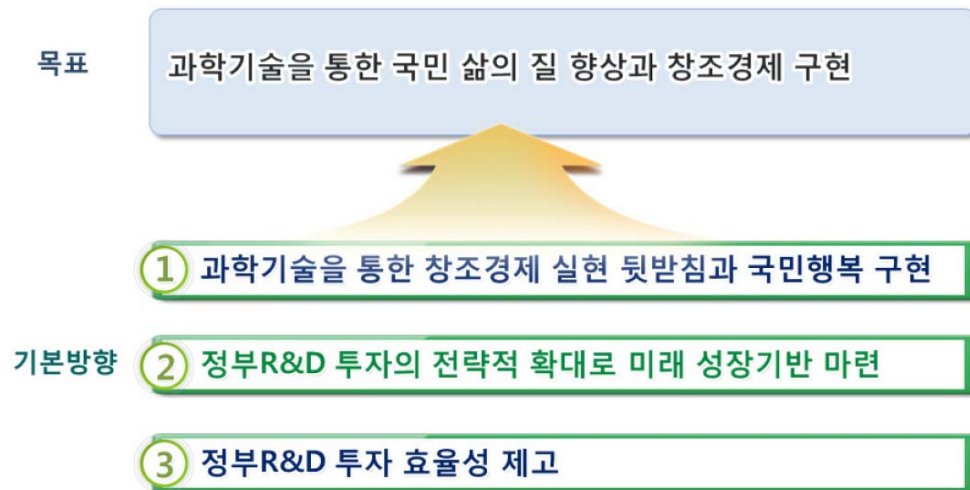 목표
과학기술을 통한 국민 삶의 질 향상과 창조경제 구현
① 과학기술을 통한 창조경제 실현 뒷받침과 국민행복 구현
기본방향
② 정부R&D 투자의 전략적 확대로 미래 성장기반 마련
③ 정부R&D 투자 효율성 제고